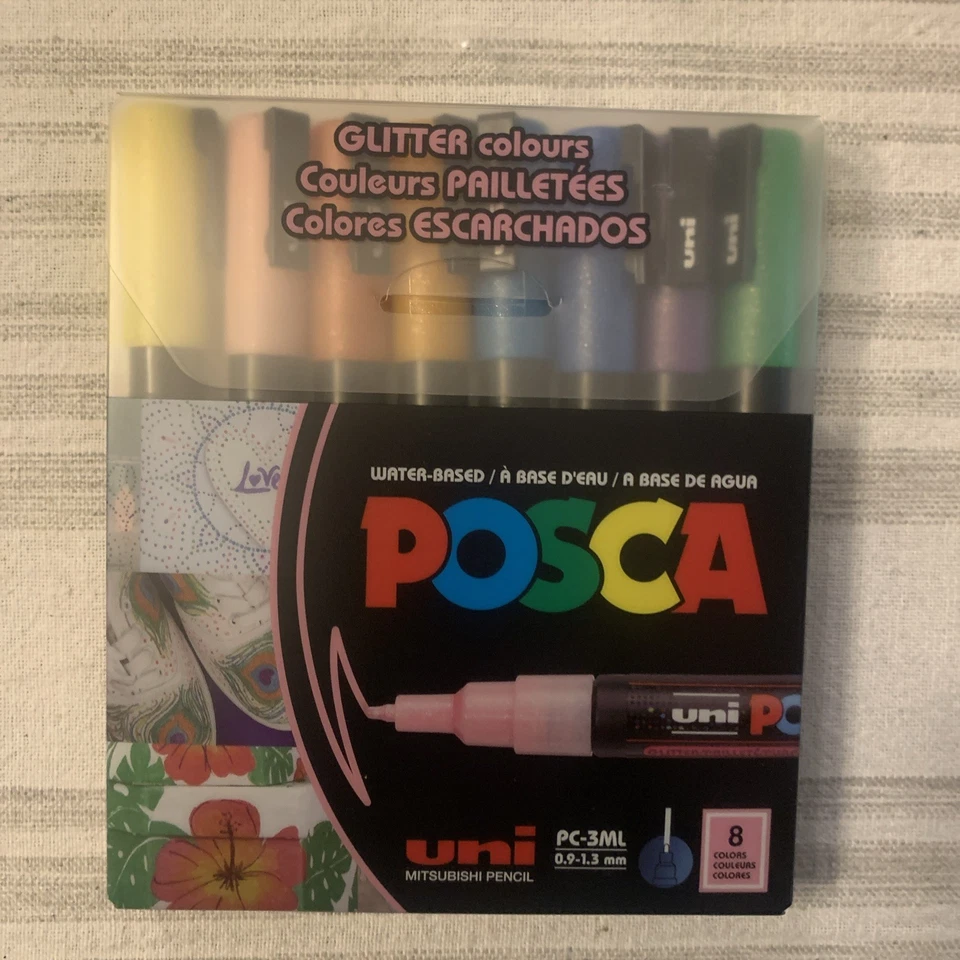 GLITTER colours
Couleurs PAILLETÉES
Colores ESCARCHADOS
uni
uni
Love
WATER-BASED / À BASE D'EAU / A BASE DE AGUA
POSCA
uni PO
uni
MITSUBISHI PENCIL
PC-3ML
0.9-1.3 mm
8
COLORS
COULEURS
COLORES